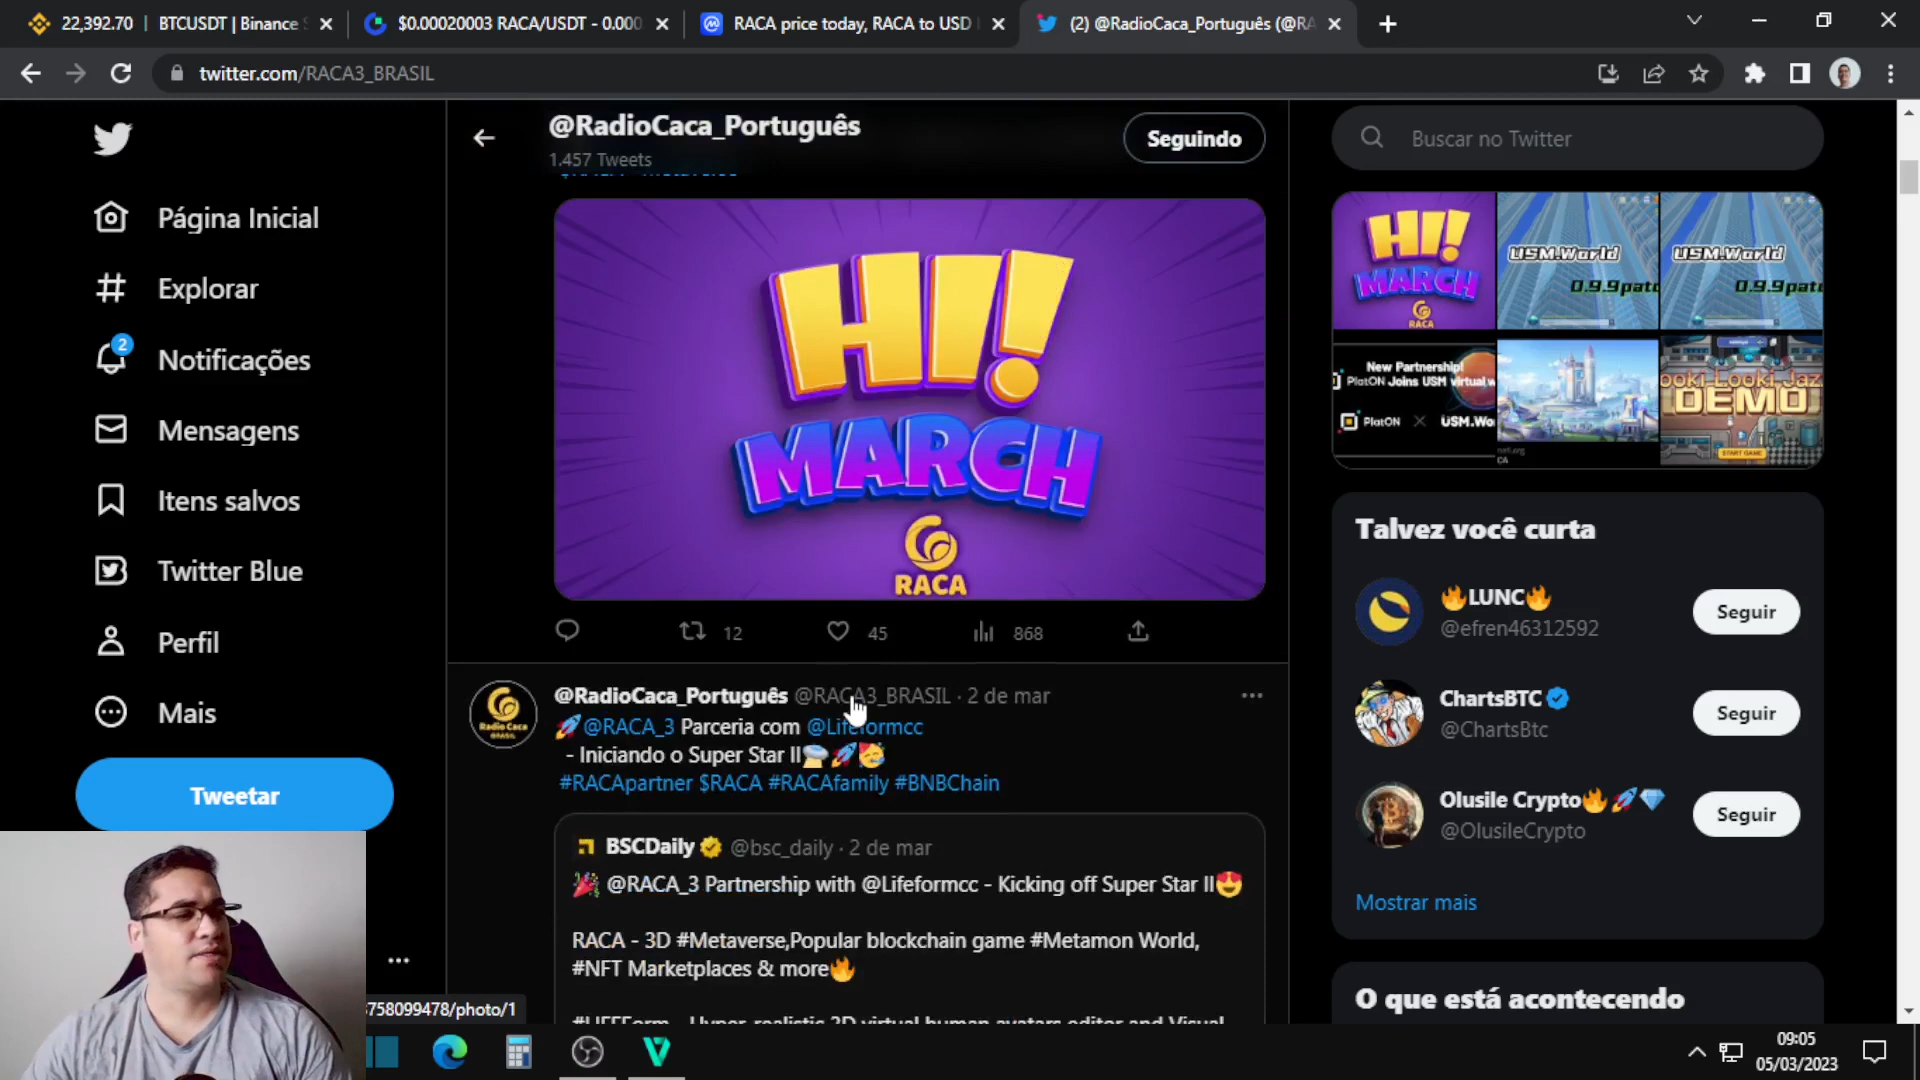 22,392.70 | BTCUSDT | Binance
$0.00020003 RACA/USDT - 0.000
RACA price today, RACA to USD
(2) @RadioCaca_Português (@RA
twitter.com/RACA3_BRASIL
@RadioCaca_Português
1.457 Tweets
Seguindo
Buscar no Twitter
Página Inicial
Explorar
2
Notificações
Mensagens
Itens salvos
Twitter Blue
Perfil
Mais
Tweetar
HI!
MARCH
RACA
12
45
868
@RadioCaca_Português @RACA3_BRASIL · 2 de mar
🚀@RACA_3 Parceria com @Lifeformcc
- Iniciando o Super Star II🚀🥳
#RACApartner $RACA #RACAfamily #BNBChain
BSCDaily @bsc_daily · 2 de mar
🎉 @RACA_3 Partnership with @Lifeformcc - Kicking off Super Star II😍
RACA - 3D #Metaverse,Popular blockchain game #Metamon World,
#NFT Marketplaces & more🔥
#LIFEForm - Hyper-realistic 3D virtual human avatars editor and Visual
Radio Caca
BRASIL
HI!
MARCH
RACA
USM.World
0.9.9patc
USM.World
0.9.9patc
New Partnership!
PlatON Joins USM virtual w
PlatON × USM.Wo
ooki Looki Jaz
DEMO
START GAME
Talvez você curta
🔥LUNC🔥
@efren46312592
Seguir
ChartsBTC
@ChartsBtc
Seguir
Olusile Crypto🔥🚀💎
@OlusileCrypto
Seguir
Mostrar mais
O que está acontecendo
758099478/photo/1
09:05
05/03/2023